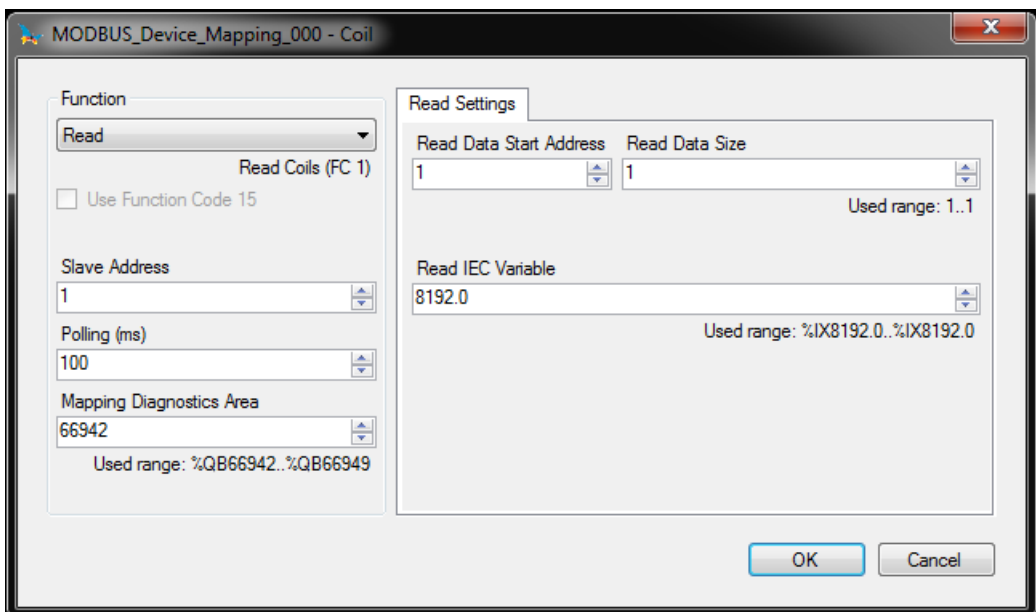 MODBUS_Device_Mapping_000 - Coil
Function
Read
Read Coils (FC 1)
Use Function Code 15
Slave Address
1
Polling (ms)
100
Mapping Diagnostics Area
66942
Used range: %QB66942..%QB66949
Read Settings
Read Data Start Address Read Data Size
1 1
Used range: 1..1
Read IEC Variable
8192.0
Used range: %IX8192.0..%IX8192.0
OK Cancel